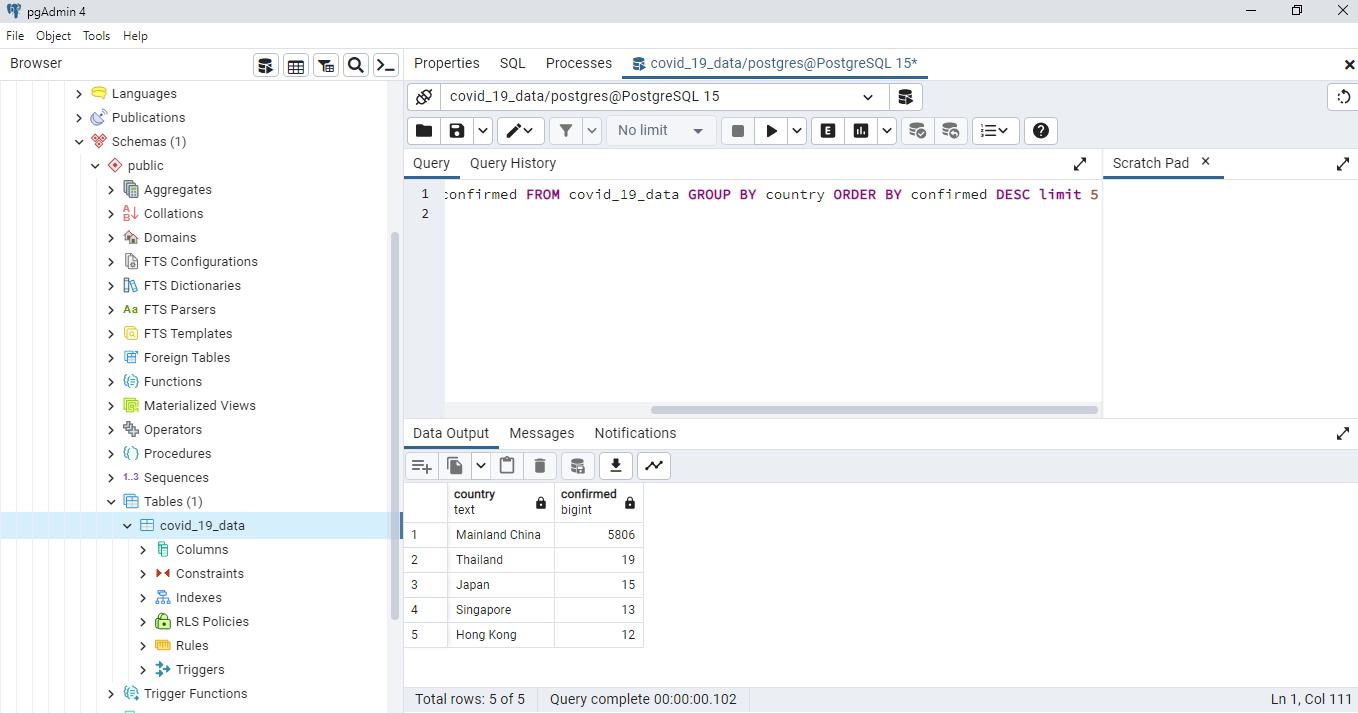 pgAdmin 4
File Object Tools Help
Browser
Languages
Publications
Schemas (1)
public
Aggregates
Collations
Domains
FTS Configurations
FTS Dictionaries
Aa FTS Parsers
FTS Templates
Foreign Tables
Functions
Materialized Views
Operators
Procedures
1..3 Sequences
Tables (1)
covid_19_data
Columns
Constraints
Indexes
RLS Policies
Rules
Triggers
Trigger Functions
Properties SQL Processes covid_19_data/postgres@PostgreSQL 15*
covid_19_data/postgres@PostgreSQL 15
No limit
Query Query History
1 confirmed FROM covid_19_data GROUP BY country ORDER BY confirmed DESC limit 5
2
Scratch Pad
Data Output Messages Notifications
country confirmed
text bigint
1 Mainland China 5806
2 Thailand 19
3 Japan 15
4 Singapore 13
5 Hong Kong 12
Total rows: 5 of 5 Query complete 00:00:00.102 Ln 1, Col 111